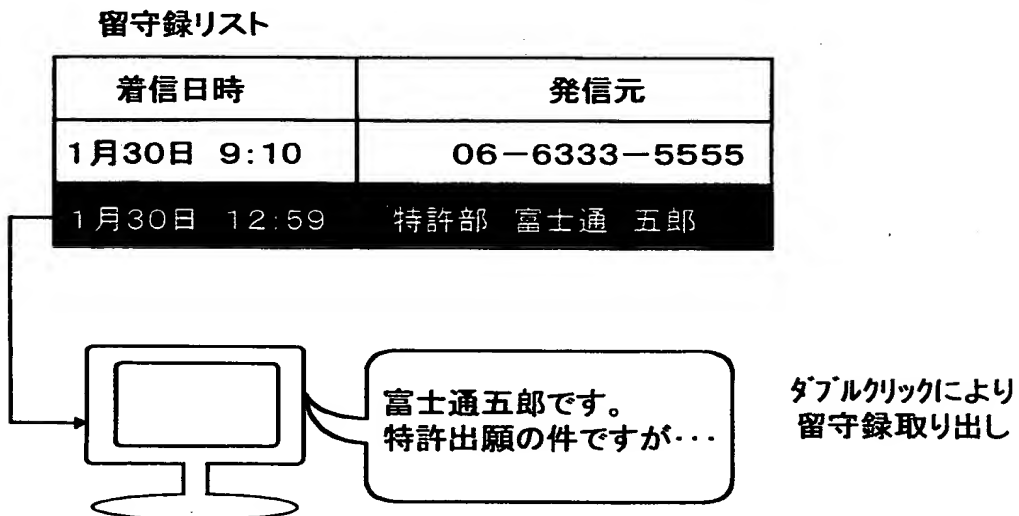 留守録リスト
着信日時 発信元
1月30日 9:10 06-6333-5555
1月30日 12:59 特許部 富士通 五郎
富士通五郎です。
特許出願の件ですが・・・
ダブルクリックにより
留守録取り出し